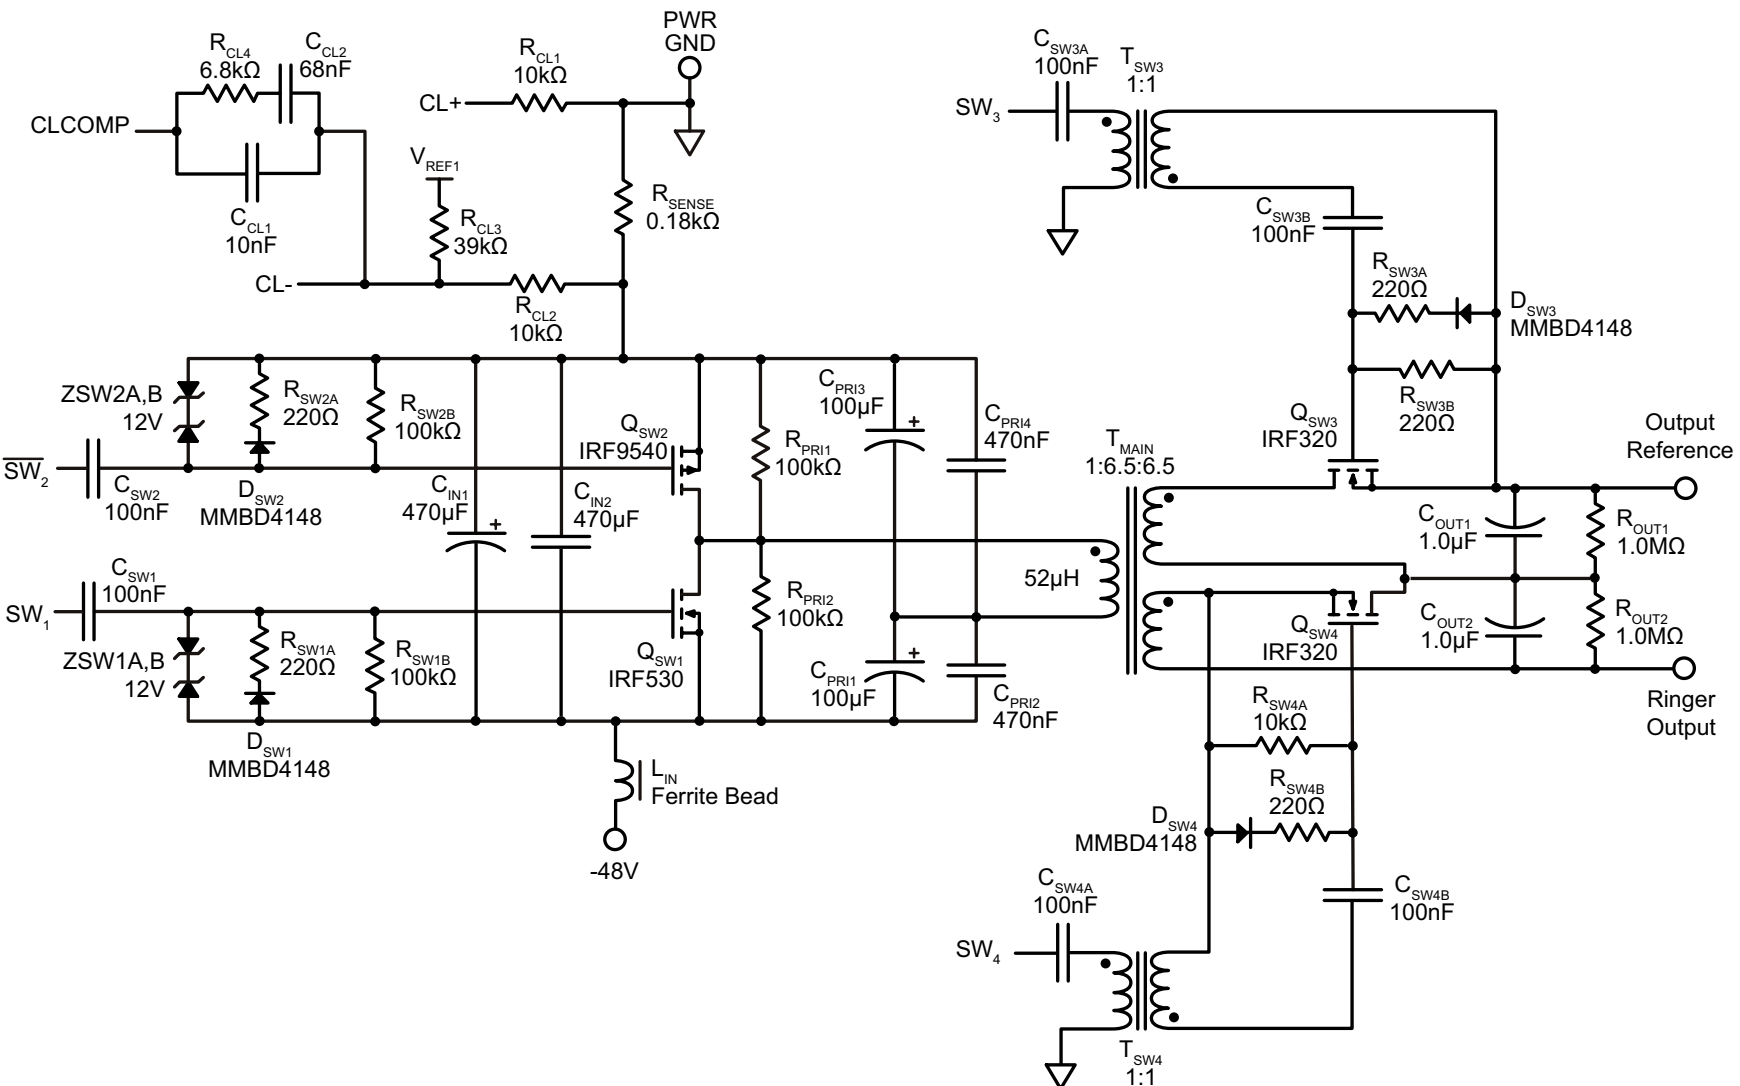 PWR
GND
R_CL4
6.8kΩ
C_CL2
68nF
R_CL1
10kΩ
CL+
CLCOMP
C_CL1
10nF
V_REF1
R_CL3
39kΩ
R_SENSE
0.18kΩ
CL-
R_CL2
10kΩ
ZSW2A,B
12V
R_SW2A
220Ω
R_SW2B
100kΩ
S̅W̅₂
C_SW2
100nF
D_SW2
MMBD4148
C_IN1
470µF
+
C_IN2
470µF
Q_SW2
IRF9540
R_PRI1
100kΩ
C_PRI3
100µF
+
C_PRI4
470nF
C_SW1
100nF
SW₁
ZSW1A,B
12V
R_SW1A
220Ω
R_SW1B
100kΩ
D_SW1
MMBD4148
Q_SW1
IRF530
R_PRI2
100kΩ
C_PRI1
100µF
+
C_PRI2
470nF
L_IN
Ferrite Bead
-48V
C_SW3A
100nF
T_SW3
1:1
SW₃
C_SW3B
100nF
R_SW3A
220Ω
D_SW3
MMBD4148
R_SW3B
220Ω
Q_SW3
IRF320
Output
Reference
T_MAIN
1:6.5:6.5
52µH
C_OUT1
1.0µF
R_OUT1
1.0MΩ
Q_SW4
IRF320
C_OUT2
1.0µF
R_OUT2
1.0MΩ
Ringer
Output
R_SW4A
10kΩ
R_SW4B
220Ω
D_SW4
MMBD4148
C_SW4A
100nF
C_SW4B
100nF
SW₄
T_SW4
1:1